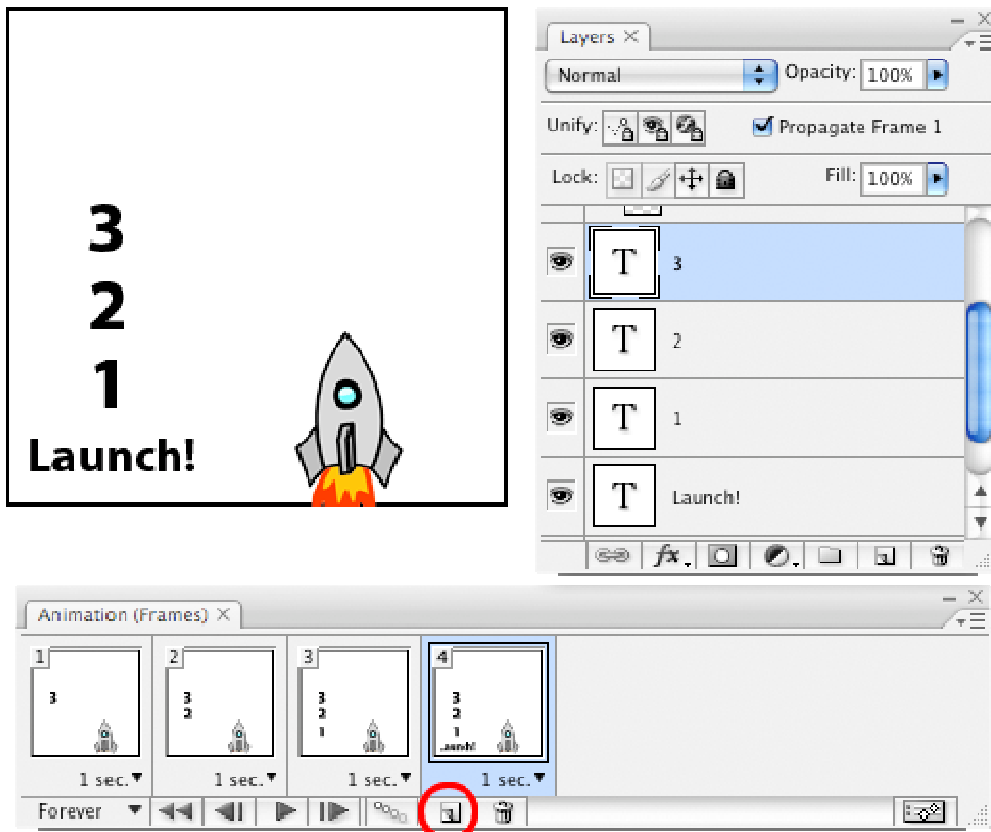 3
2
1
Launch!
Layers
Normal
Opacity: 100%
Unify:
Propagate Frame 1
Lock:
Fill: 100%
T 3
T 2
T 1
T Launch!
fx
Animation (Frames)
1
2
3
4
3
3
2
3
2
1
3
2
1
1 sec.
1 sec.
1 sec.
1 sec.
Forever